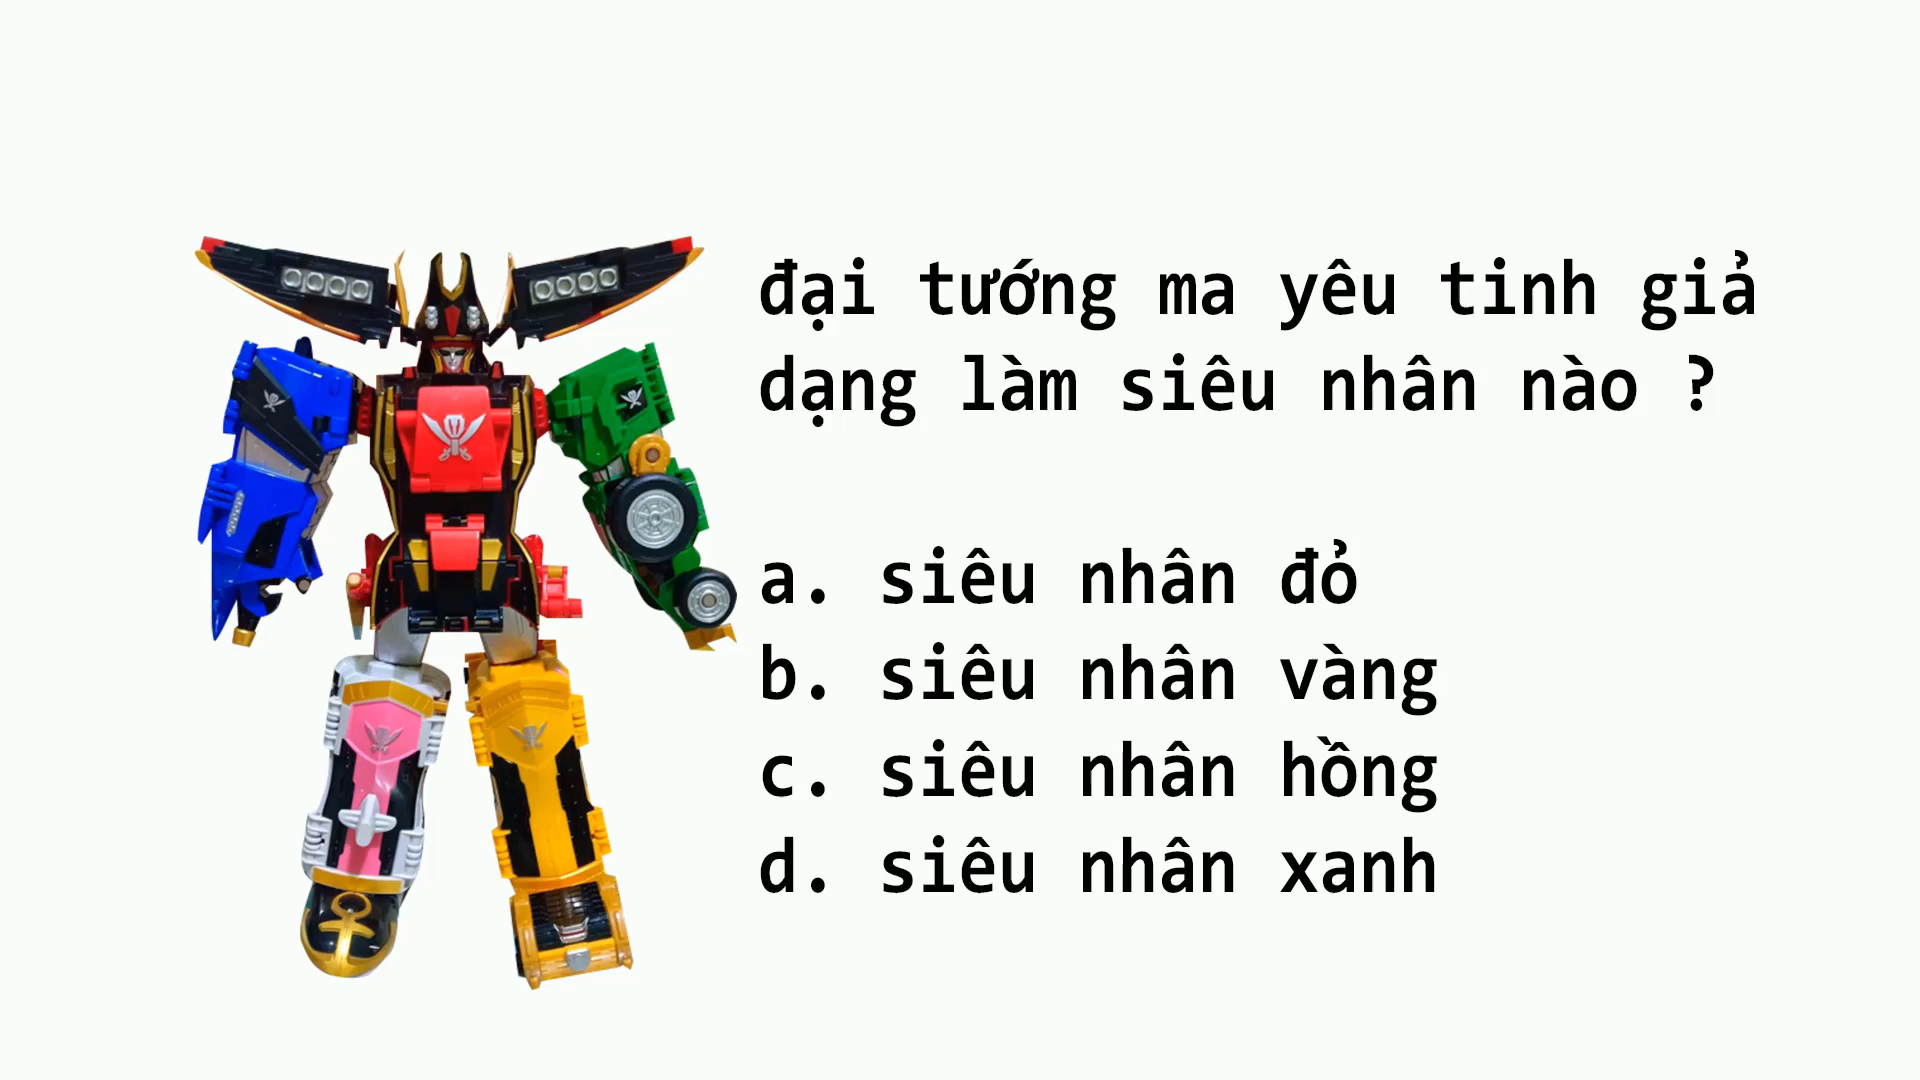 đại tướng ma yêu tinh giả
dạng làm siêu nhân nào ?
a. siêu nhân đỏ
b. siêu nhân vàng
c. siêu nhân hồng
d. siêu nhân xanh